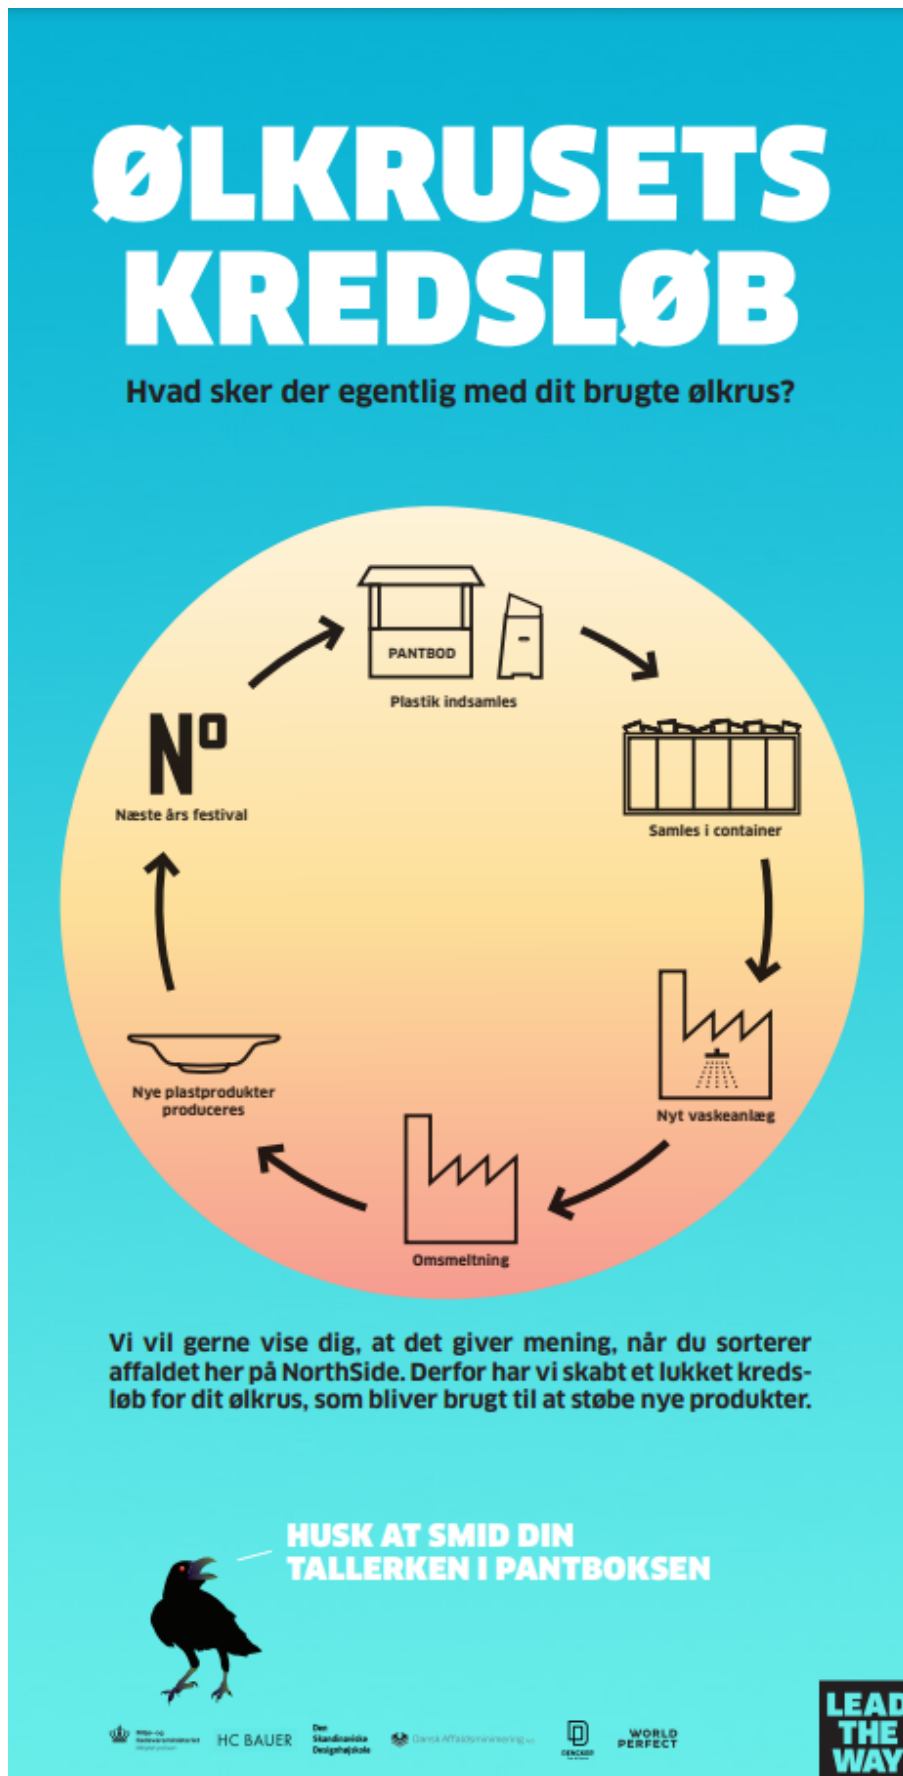 ØLKRUSETS
KREDSLØB
Hvad sker der egentlig med dit brugte ølkrus?
PANTBOD
Plastik indsamles
Nº
Næste års festival
Samles i container
Nye plastprodukter
produceres
Nyt vaskeanlæg
Omsmeltning
Vi vil gerne vise dig, at det giver mening, når du sorterer
affaldet her på NorthSide. Derfor har vi skabt et lukket kreds-
løb for dit ølkrus, som bliver brugt til at støbe nye produkter.
HUSK AT SMID DIN
TALLERKEN I PANTBOKSEN
HC BAUER
Den
Skandinaviske
Designhøjskole
Dansk Affaldsminimering
WORLD
PERFECT
LEAD
THE
WAY